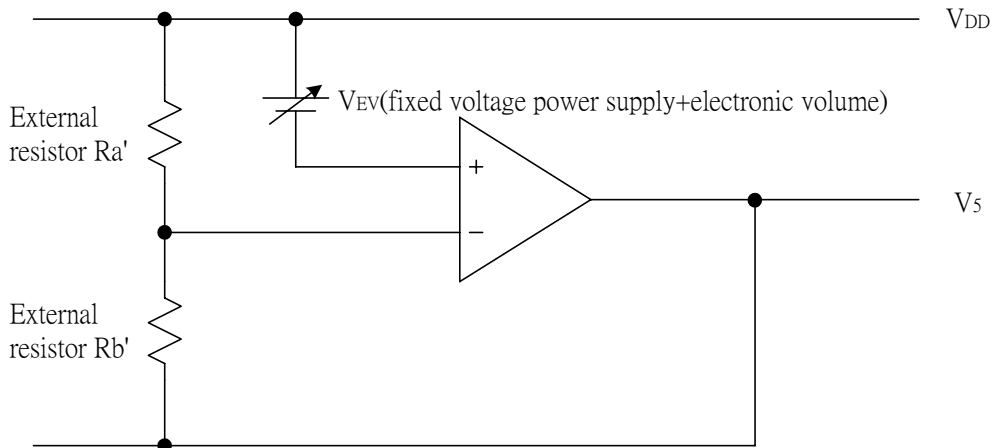 VDD
External
resistor Ra'
VEV(fixed voltage power supply+electronic volume)
+
V5
−
External
resistor Rb'